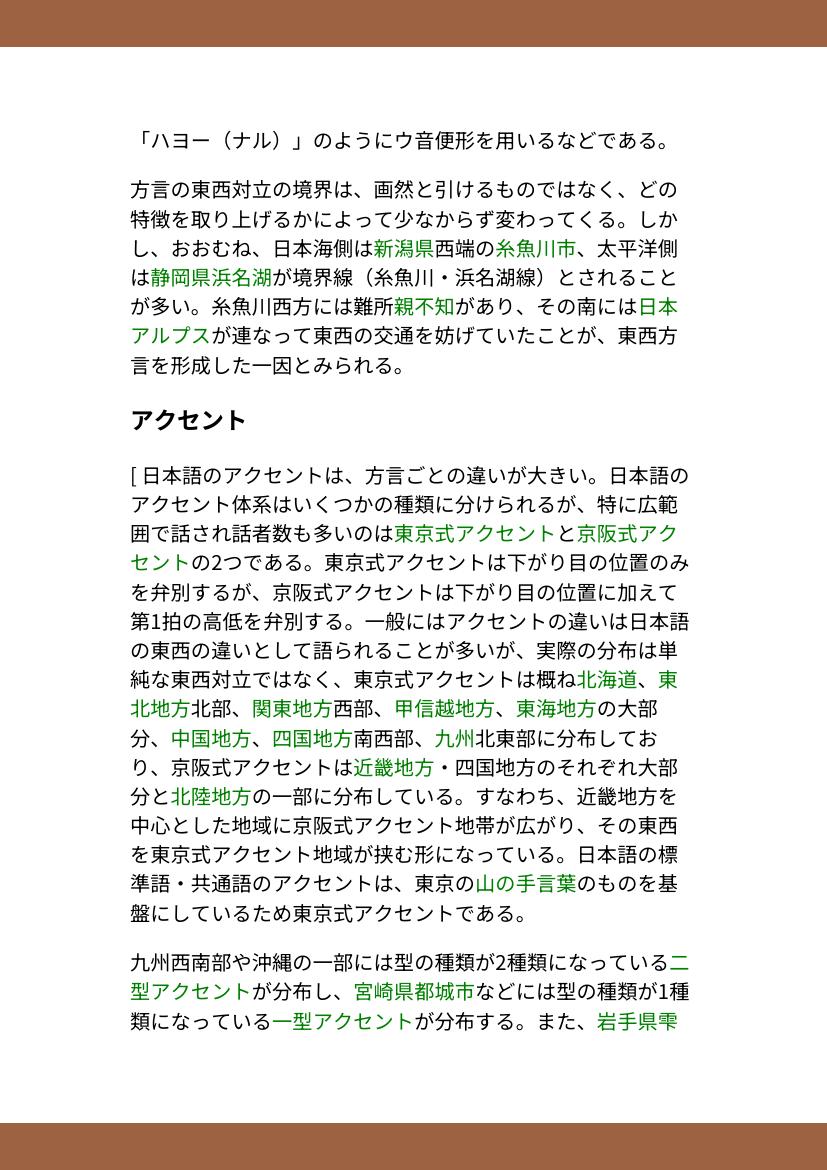 「ハヨー（ナル）」のようにウ音便形を用いるなどである。
方言の東西対立の境界は、画然と引けるものではなく、どの
特徴を取り上げるかによって少なからず変わってくる。しか
し、おおむね、日本海側は新潟県西端の糸魚川市、太平洋側
は静岡県浜名湖が境界線（糸魚川・浜名湖線）とされること
が多い。糸魚川西方には難所親不知があり、その南には日本
アルプスが連なって東西の交通を妨げていたことが、東西方
言を形成した一因とみられる。
アクセント
[ 日本語のアクセントは、方言ごとの違いが大きい。日本語の
アクセント体系はいくつかの種類に分けられるが、特に広範
囲で話され話者数も多いのは東京式アクセントと京阪式アク
セントの2つである。東京式アクセントは下がり目の位置のみ
を弁別するが、京阪式アクセントは下がり目の位置に加えて
第1拍の高低を弁別する。一般にはアクセントの違いは日本語
の東西の違いとして語られることが多いが、実際の分布は単
純な東西対立ではなく、東京式アクセントは概ね北海道、東
北地方北部、関東地方西部、甲信越地方、東海地方の大部
分、中国地方、四国地方南西部、九州北東部に分布してお
り、京阪式アクセントは近畿地方・四国地方のそれぞれ大部
分と北陸地方の一部に分布している。すなわち、近畿地方を
中心とした地域に京阪式アクセント地帯が広がり、その東西
を東京式アクセント地域が挟む形になっている。日本語の標
準語・共通語のアクセントは、東京の山の手言葉のものを基
盤にしているため東京式アクセントである。
九州西南部や沖縄の一部には型の種類が2種類になっている二
型アクセントが分布し、宮崎県都城市などには型の種類が1種
類になっている一型アクセントが分布する。また、岩手県雫